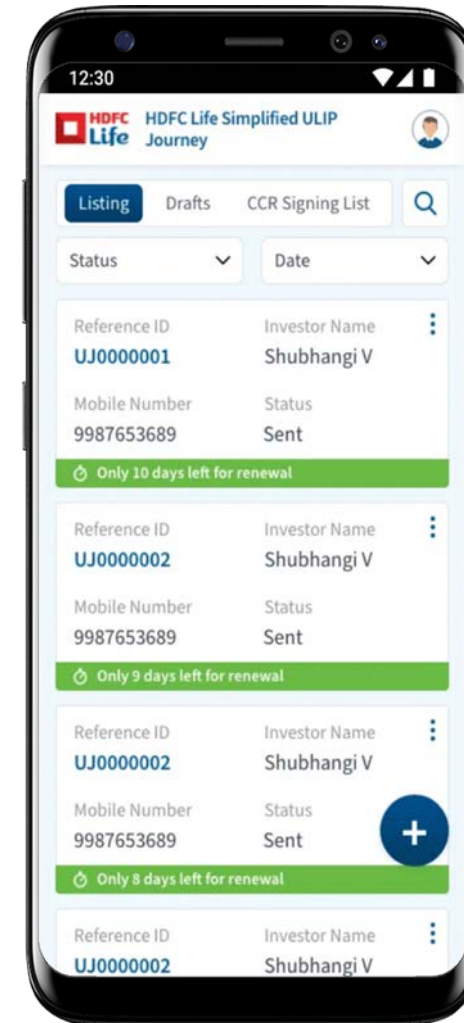 12:30
HDFC Life
HDFC Life Simplified ULIP
Journey
Listing Drafts CCR Signing List
Status Date
Reference ID Investor Name
UJ0000001 Shubhangi V
Mobile Number Status
9987653689 Sent
Only 10 days left for renewal
Reference ID Investor Name
UJ0000002 Shubhangi V
Mobile Number Status
9987653689 Sent
Only 9 days left for renewal
Reference ID Investor Name
UJ0000002 Shubhangi V
Mobile Number Status
9987653689 Sent
+
Only 8 days left for renewal
Reference ID Investor Name
UJ0000002 Shubhangi V